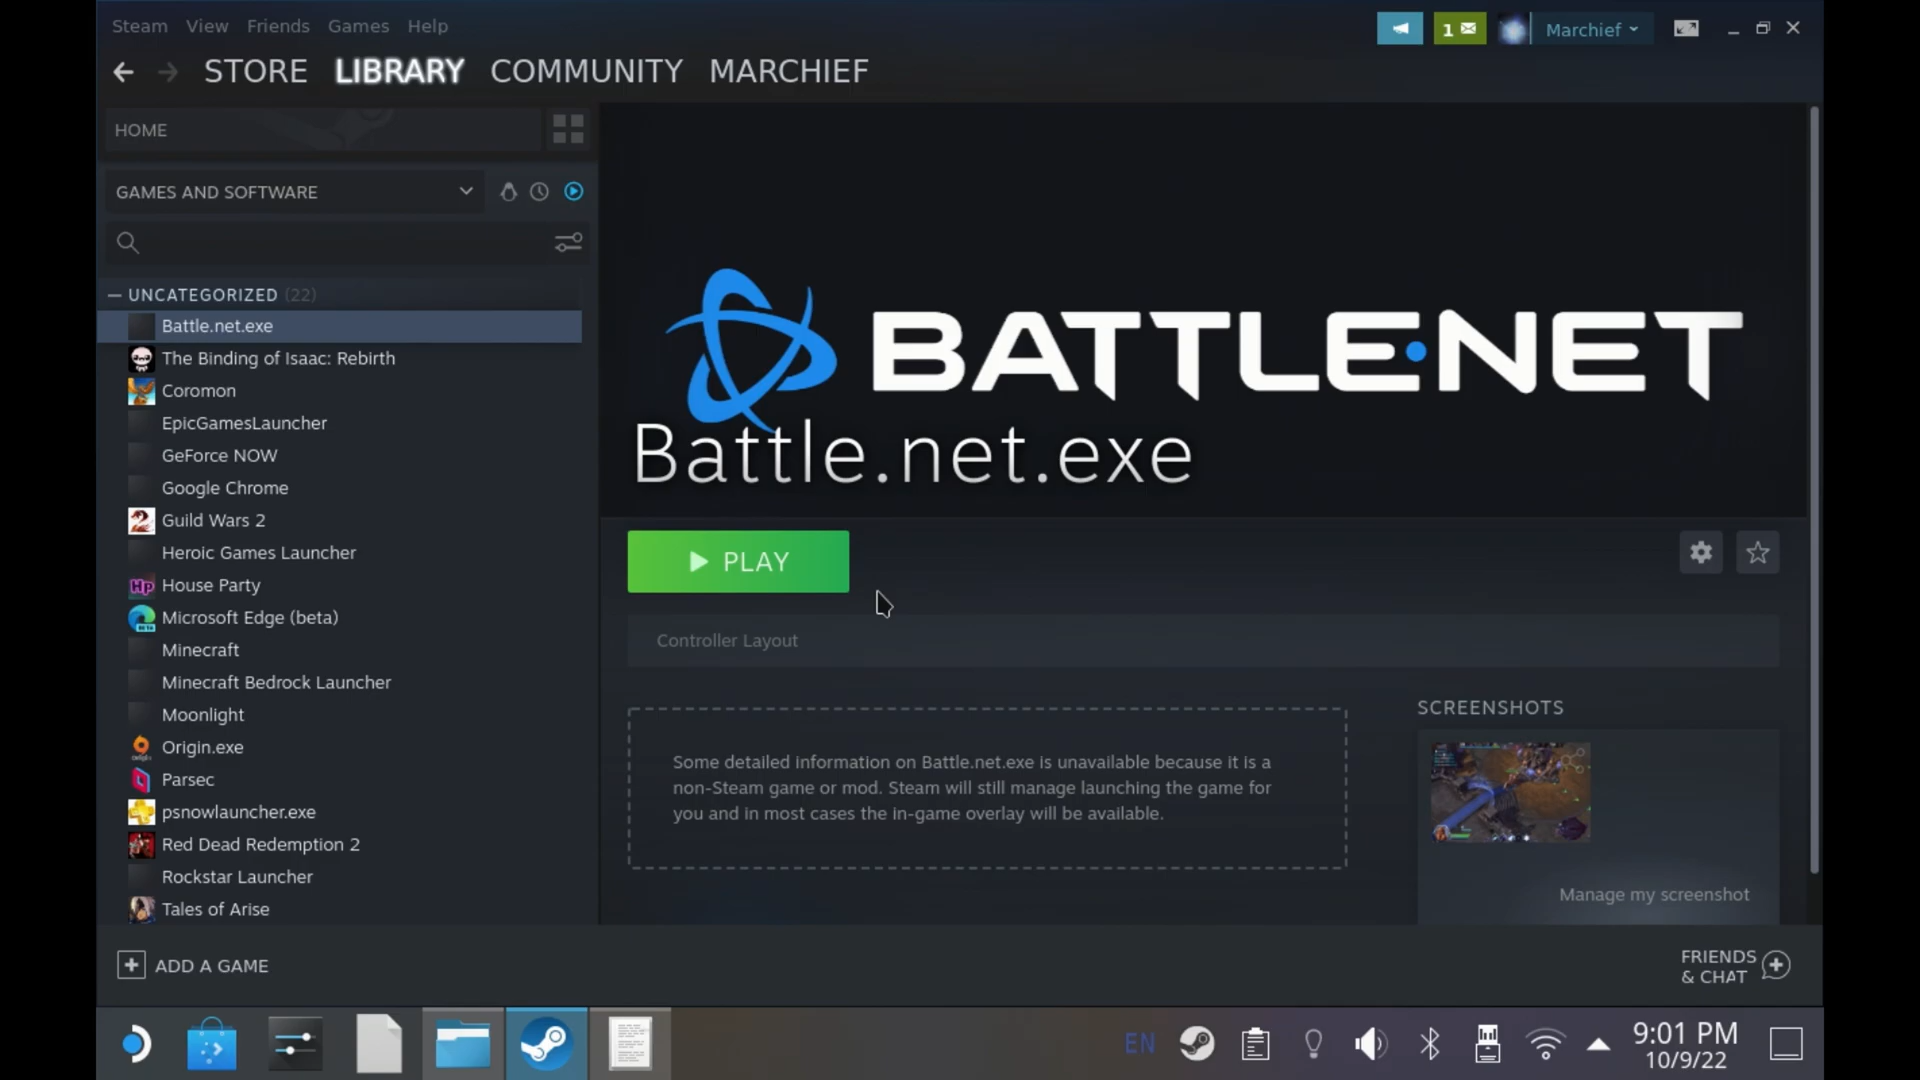 Steam View Friends Games Help
1
Marchief
STORE LIBRARY COMMUNITY MARCHIEF
HOME
GAMES AND SOFTWARE
UNCATEGORIZED (22)
Battle.net.exe
The Binding of Isaac: Rebirth
Coromon
EpicGamesLauncher
GeForce NOW
Google Chrome
Guild Wars 2
Heroic Games Launcher
House Party
Microsoft Edge (beta)
Minecraft
Minecraft Bedrock Launcher
Moonlight
Origin.exe
Parsec
psnowlauncher.exe
Red Dead Redemption 2
Rockstar Launcher
Tales of Arise
ADD A GAME
BATTLE.NET
Battle.net.exe
PLAY
Controller Layout
Some detailed information on Battle.net.exe is unavailable because it is a
non-Steam game or mod. Steam will still manage launching the game for
you and in most cases the in-game overlay will be available.
SCREENSHOTS
Manage my screenshot
FRIENDS
& CHAT
EN
9:01 PM
10/9/22